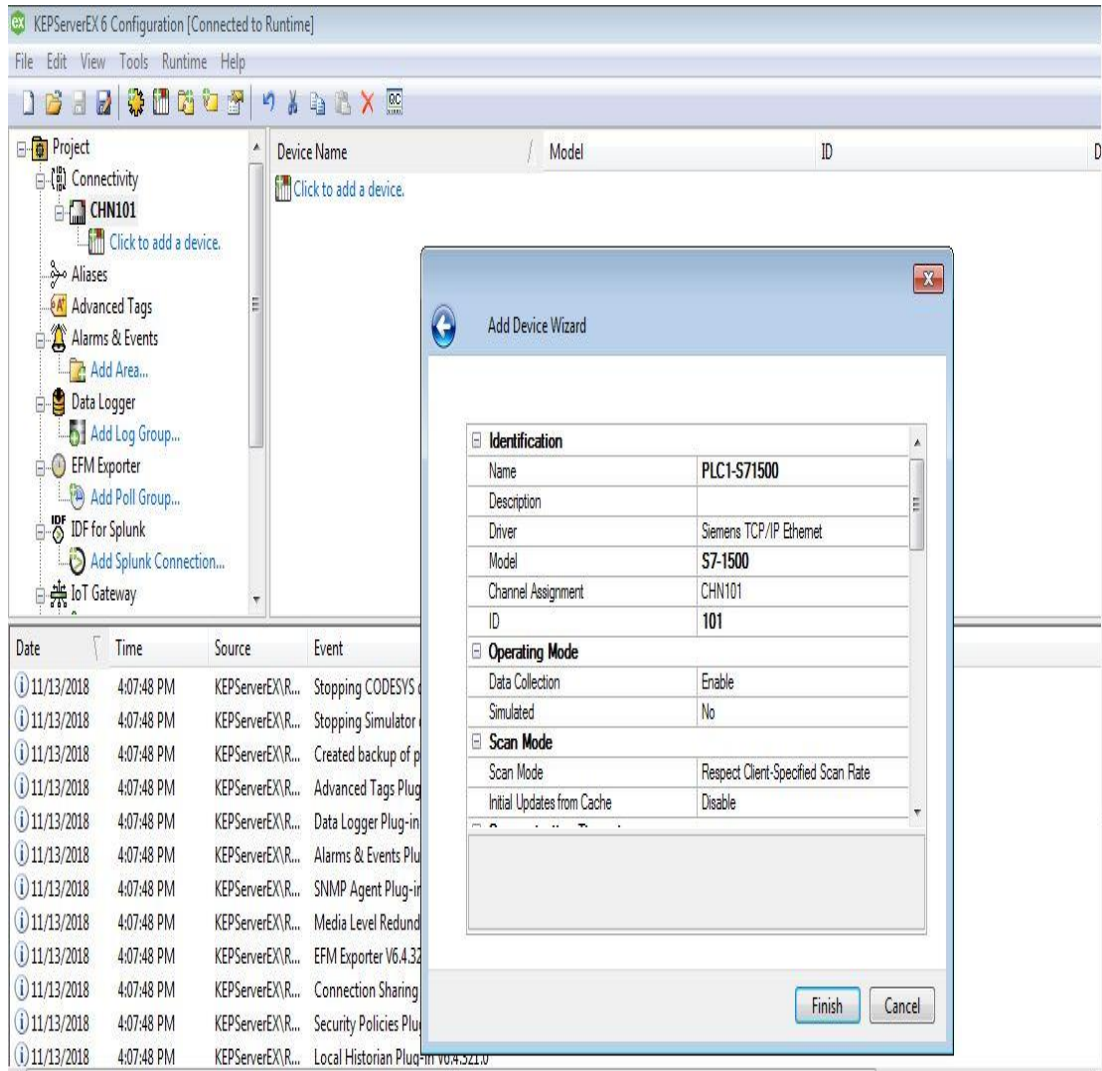 KEPServerEX 6 Configuration [Connected to Runtime]
File Edit View Tools Runtime Help
Project
Connectivity
CHN101
Click to add a device.
Aliases
Advanced Tags
Alarms & Events
Add Area...
Data Logger
Add Log Group...
EFM Exporter
Add Poll Group...
IDF for Splunk
Add Splunk Connection...
IoT Gateway
Device Name Model ID D
Click to add a device.
Add Device Wizard
Identification
Name PLC1-S71500
Description
Driver Siemens TCP/IP Ethernet
Model S7-1500
Channel Assignment CHN101
ID 101
Operating Mode
Data Collection Enable
Simulated No
Scan Mode
Scan Mode Respect Client-Specified Scan Rate
Initial Updates from Cache Disable
Finish Cancel
Date Time Source Event
11/13/2018 4:07:48 PM KEPServerEX\R... Stopping CODESYS
11/13/2018 4:07:48 PM KEPServerEX\R... Stopping Simulator
11/13/2018 4:07:48 PM KEPServerEX\R... Created backup of p
11/13/2018 4:07:48 PM KEPServerEX\R... Advanced Tags Plug
11/13/2018 4:07:48 PM KEPServerEX\R... Data Logger Plug-in
11/13/2018 4:07:48 PM KEPServerEX\R... Alarms & Events Plu
11/13/2018 4:07:48 PM KEPServerEX\R... SNMP Agent Plug-in
11/13/2018 4:07:48 PM KEPServerEX\R... Media Level Redund
11/13/2018 4:07:48 PM KEPServerEX\R... EFM Exporter V6.4.32
11/13/2018 4:07:48 PM KEPServerEX\R... Connection Sharing
11/13/2018 4:07:48 PM KEPServerEX\R... Security Policies Plu
11/13/2018 4:07:48 PM KEPServerEX\R... Local Historian Plug-in V6.4.321.0